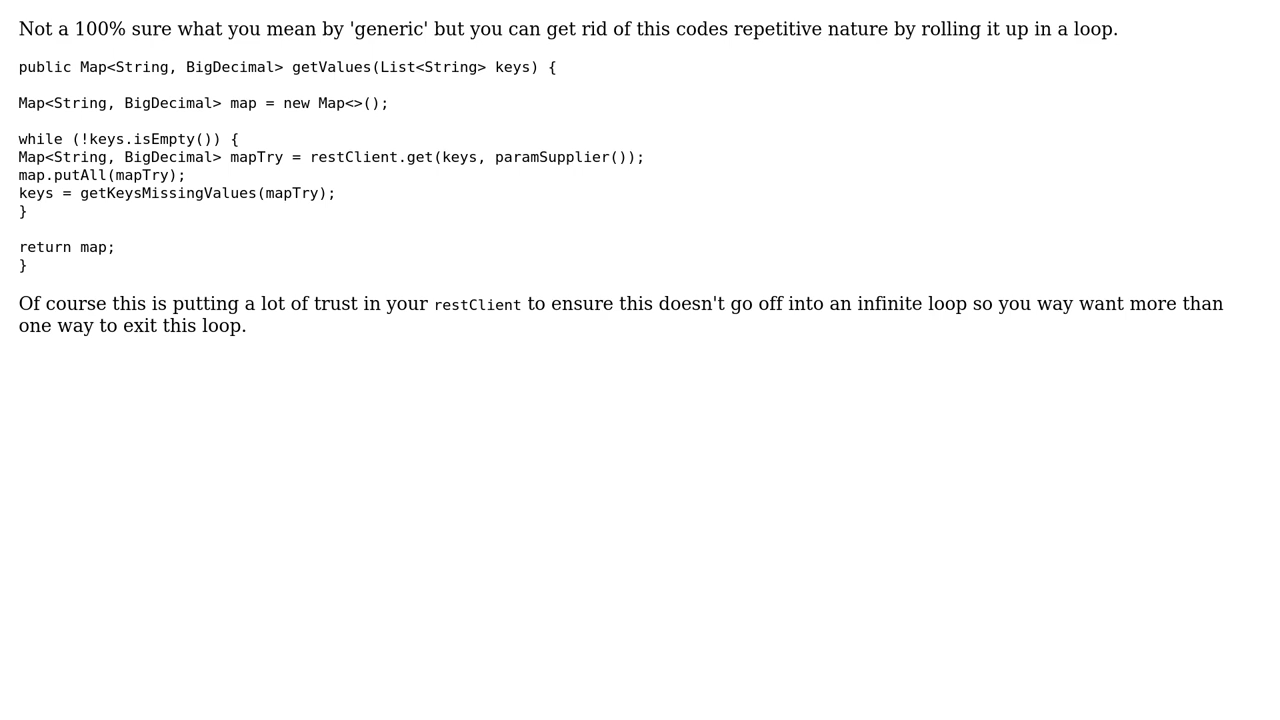 Not a 100% sure what you mean by 'generic' but you can get rid of this codes repetitive nature by rolling it up in a loop.
public Map<String, BigDecimal> getValues(List<String> keys) {
Map<String, BigDecimal> map = new Map<>();
while (!keys.isEmpty()) {
Map<String, BigDecimal> mapTry = restClient.get(keys, paramSupplier());
map.putAll(mapTry);
keys = getKeysMissingValues(mapTry);
}
return map;
}
Of course this is putting a lot of trust in your restClient to ensure this doesn't go off into an infinite loop so you way want more than
one way to exit this loop.